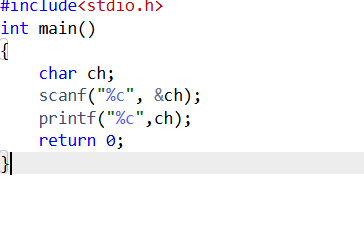 #include<stdio.h>
int main()
{
    char ch;
    scanf("%c", &ch);
    printf("%c",ch);
    return 0;
}